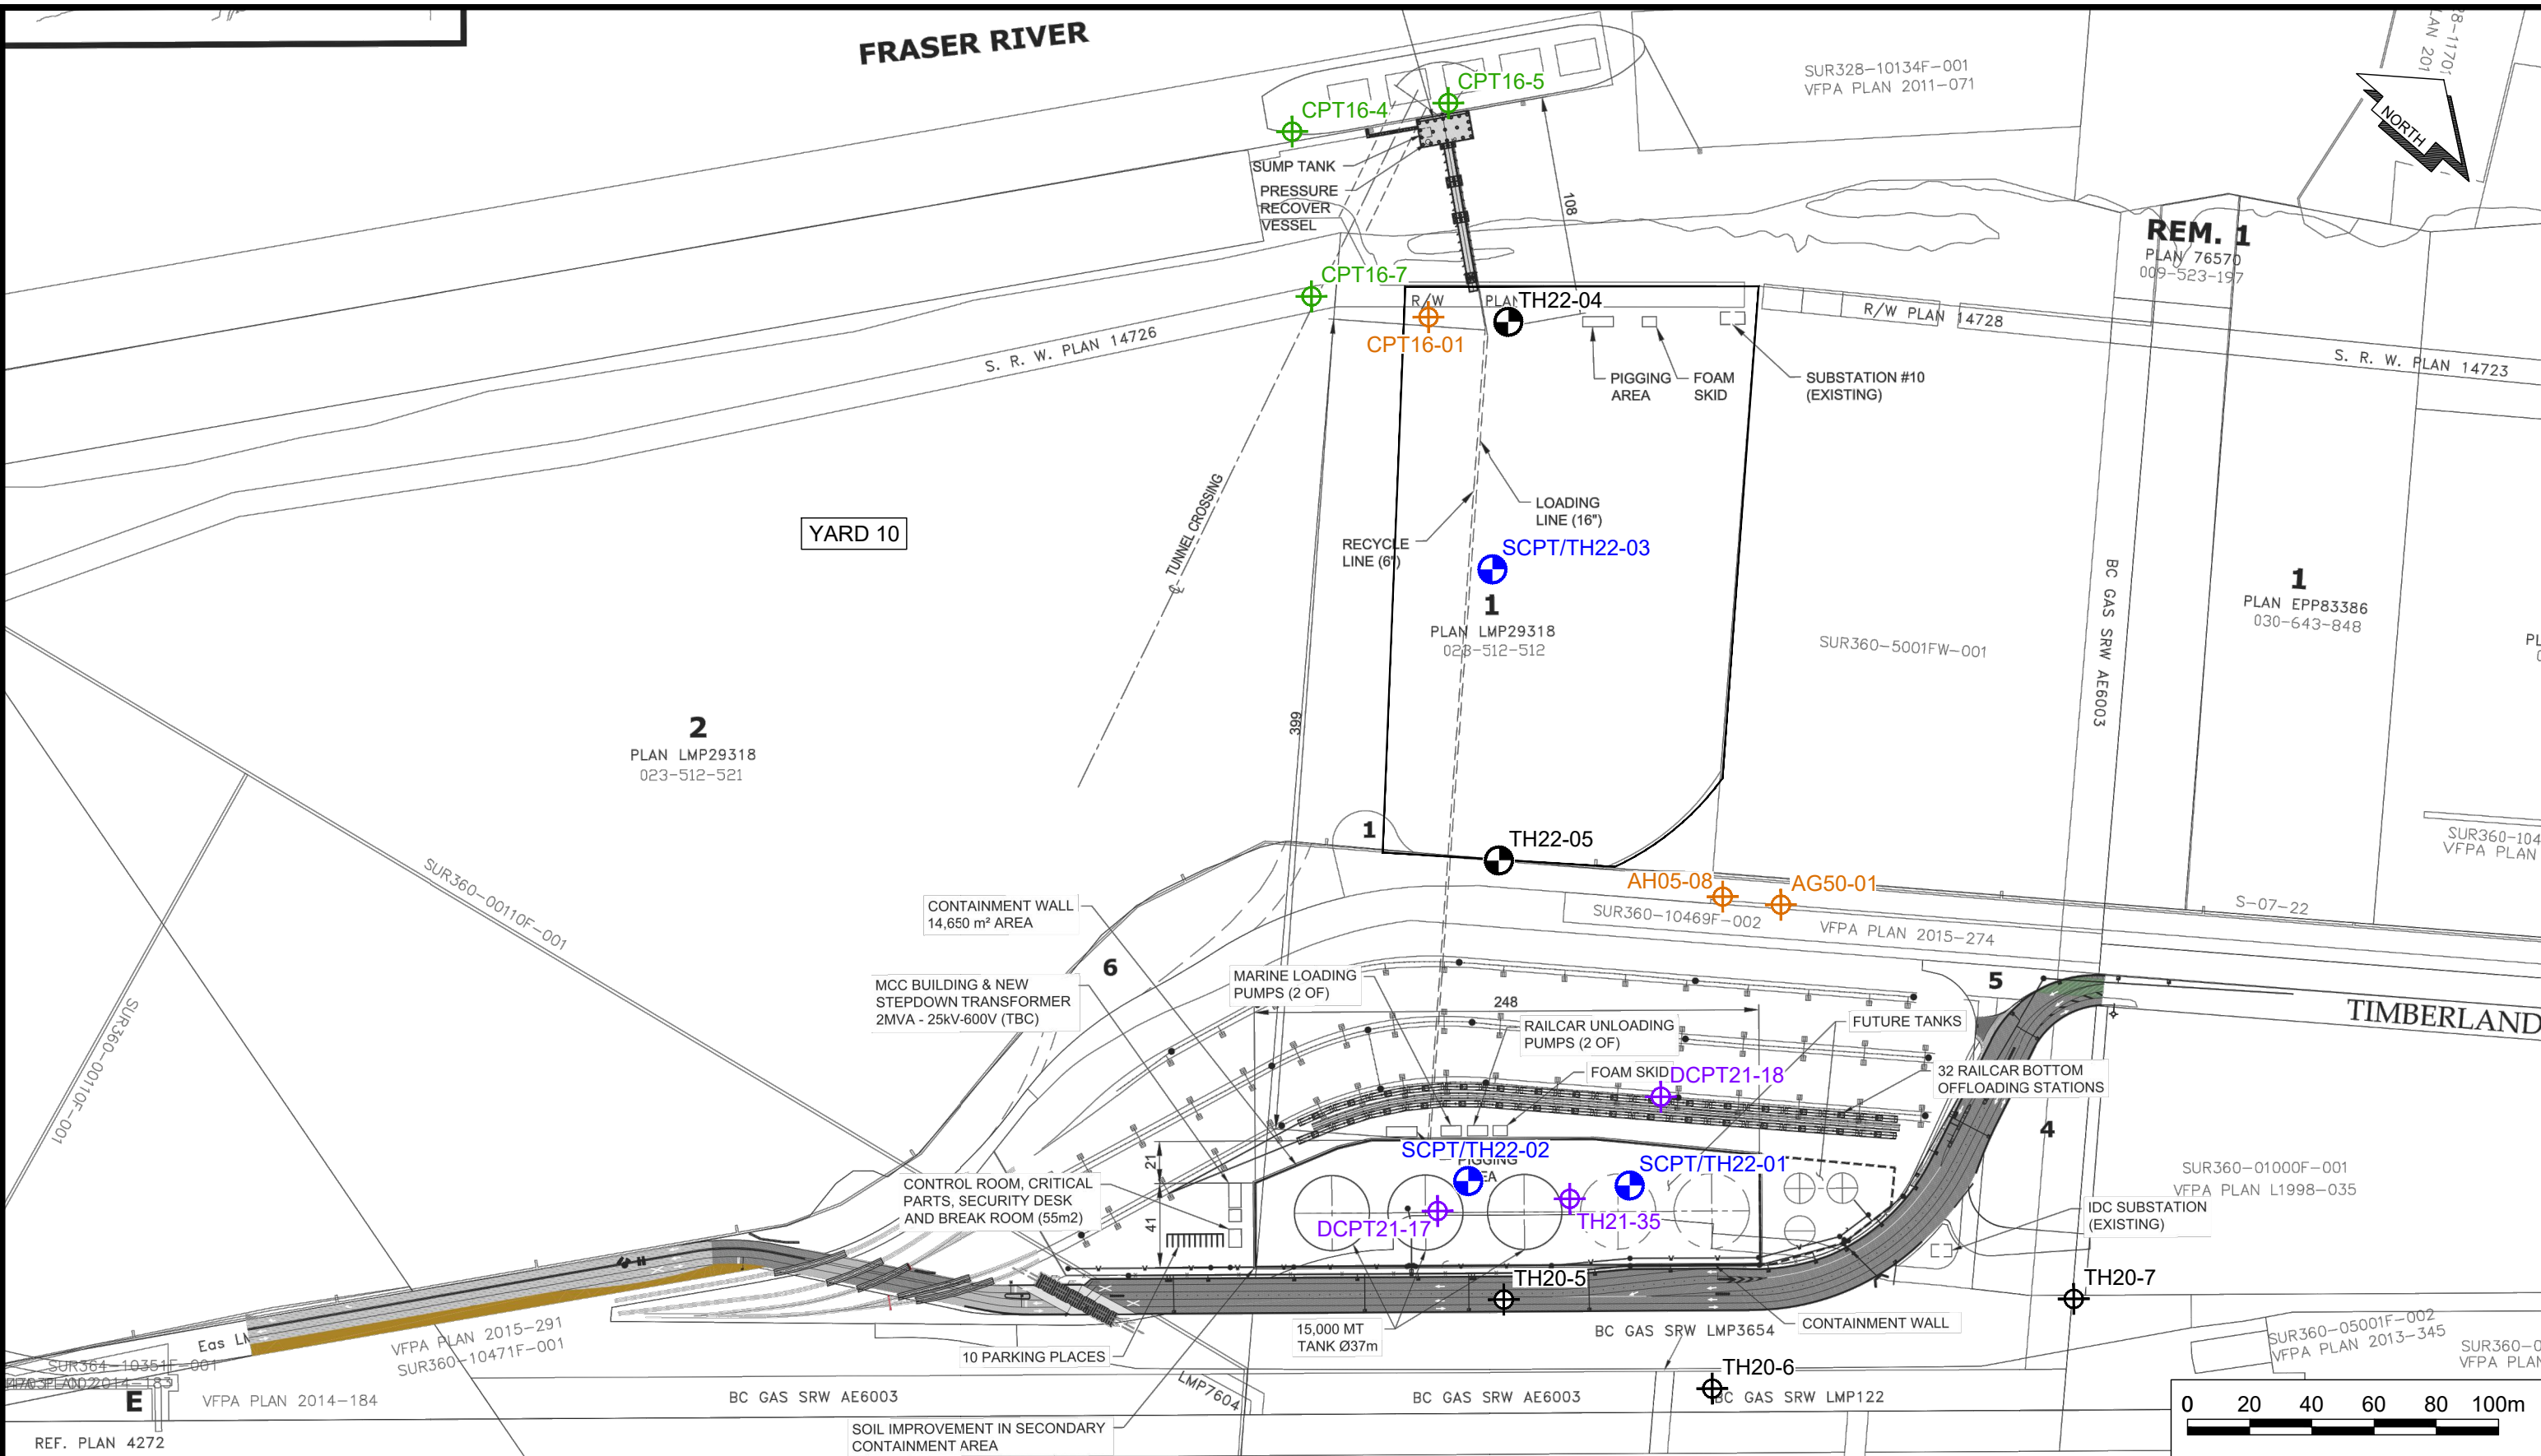 FRASER RIVER
CPT16-5
CPT16-4
SUR328-10134F-001
VFPA PLAN 2011-071
NORTH
SUMP TANK
PRESSURE
RECOVER
VESSEL
108
REM. 1
PLAN 76570
009-523-197
CPT16-7
R/W
TH22-04
CPT16-01
R/W PLAN 14728
S. R. W. PLAN 14726
S. R. W. PLAN 14723
PIGGING
AREA
FOAM
SKID
SUBSTATION #10
(EXISTING)
YARD 10
TUNNEL CROSSING
LOADING
LINE (16")
RECYCLE
LINE (6")
SCPT/TH22-03
1
PLAN LMP29318
023-512-512
SUR360-5001FW-001
BC GAS SRW AE6003
1
PLAN EPP83386
030-643-848
2
PLAN LMP29318
023-512-521
399
1
TH22-05
SUR360-104
VFPA PLAN
AH05-08
AG50-01
SUR360-10469F-002
VFPA PLAN 2015-274
S-07-22
SUR360-00110F-001
SUR360-00110F-001
CONTAINMENT WALL
14,650 m² AREA
6
MCC BUILDING & NEW
STEPDOWN TRANSFORMER
2MVA - 25kV-600V (TBC)
MARINE LOADING
PUMPS (2 OF)
248
RAILCAR UNLOADING
PUMPS (2 OF)
FUTURE TANKS
5
TIMBERLAND
FOAM SKID
DCPT21-18
32 RAILCAR BOTTOM
OFFLOADING STATIONS
4
SCPT/TH22-02
PIGGING
SCPT/TH22-01
21
41
CONTROL ROOM, CRITICAL
PARTS, SECURITY DESK
AND BREAK ROOM (55m2)
DCPT21-17
TH21-35
SUR360-01000F-001
VFPA PLAN L1998-035
IDC SUBSTATION
(EXISTING)
TH20-5
TH20-7
15,000 MT
TANK Ø37m
BC GAS SRW LMP3654
CONTAINMENT WALL
VFPA PLAN 2015-291
SUR360-10471F-001
10 PARKING PLACES
SUR360-05001F-002
VFPA PLAN 2013-345
SUR360-0
VFPA PLAN
SUR364-10351F-001
E
VFPA PLAN 2014-184
BC GAS SRW AE6003
LMP7604
BC GAS SRW AE6003
TH20-6
BC GAS SRW LMP122
SOIL IMPROVEMENT IN SECONDARY
CONTAINMENT AREA
REF. PLAN 4272
0 20 40 60 80 100m